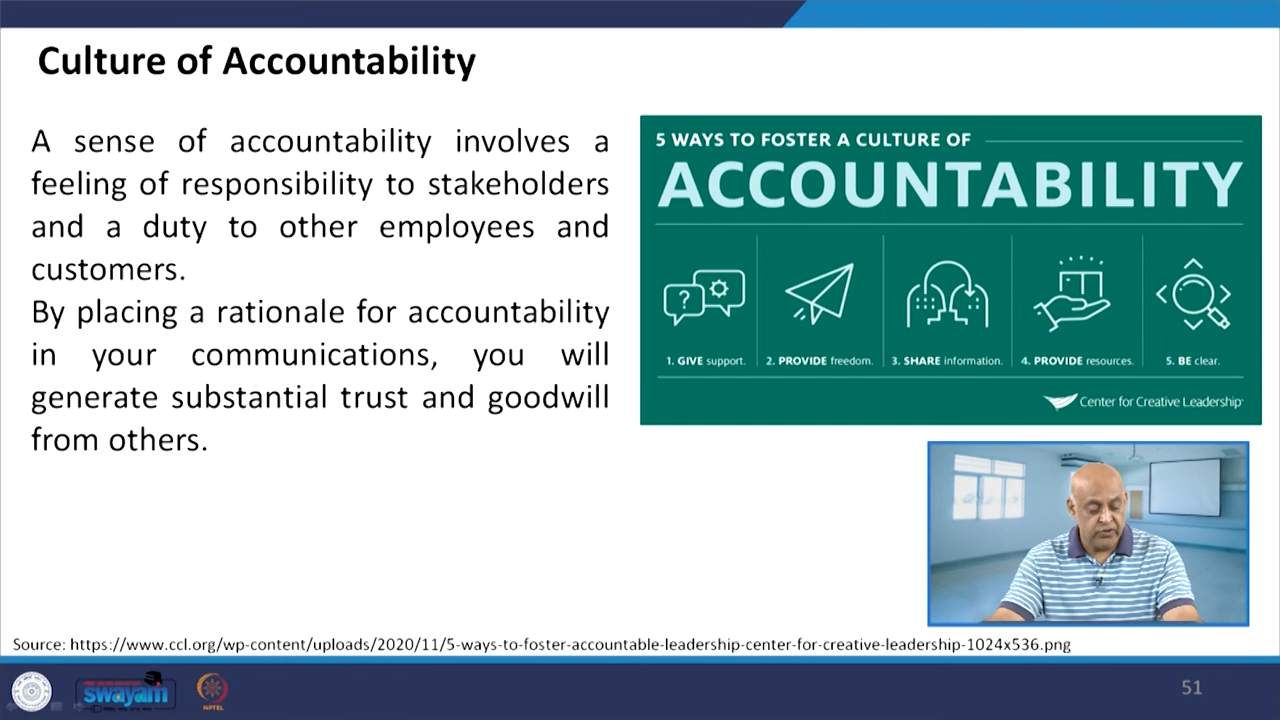 Culture of Accountability
A sense of accountability involves a
feeling of responsibility to stakeholders
and a duty to other employees and
customers.
By placing a rationale for accountability
in your communications, you will
generate substantial trust and goodwill
from others.
5 WAYS TO FOSTER A CULTURE OF
ACCOUNTABILITY
?
1. GIVE support.
2. PROVIDE freedom.
3. SHARE information.
4. PROVIDE resources.
5. BE clear.
Center for Creative Leadership
Source: https://www.ccl.org/wp-content/uploads/2020/11/5-ways-to-foster-accountable-leadership-center-for-creative-leadership-1024x536.png
swayam
NPTEL
51